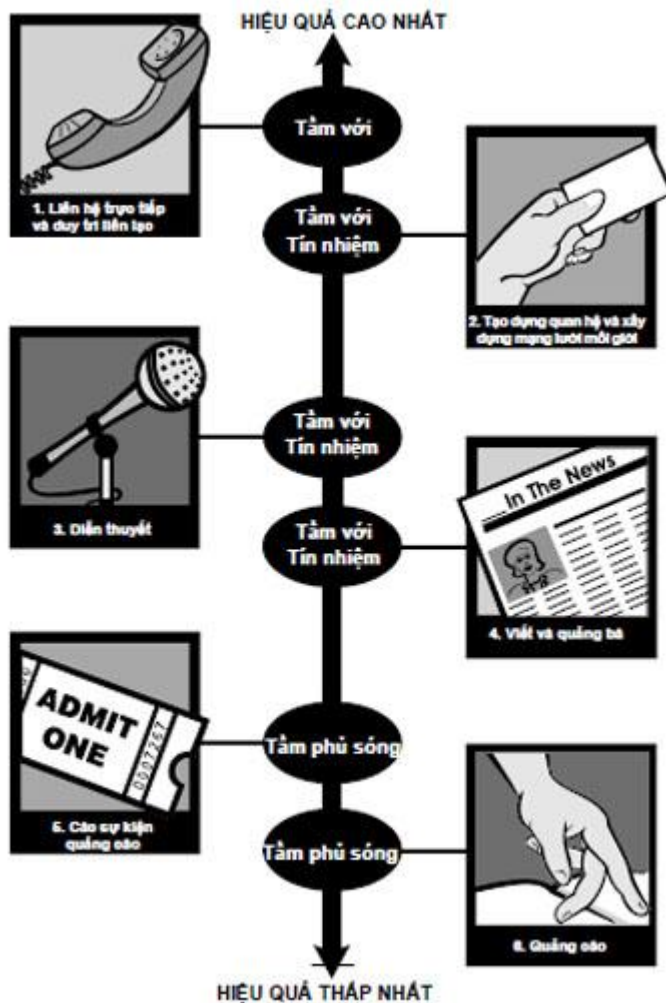 HIỆU QUẢ CAO NHẤT
Tầm với
1. Liên hệ trực tiếp
và duy trì liên lạc
Tầm với
Tín nhiệm
2. Tạo dựng quan hệ và xây
dựng mạng lưới môi giới
Tầm với
Tín nhiệm
3. Diễn thuyết
Tầm với
Tín nhiệm
In The News
4. Viết và quảng bá
ADMIT
ONE
0007267
Tầm phủ sóng
5. Các sự kiện
quảng cáo
Tầm phủ sóng
6. Quảng cáo
HIỆU QUẢ THẤP NHẤT